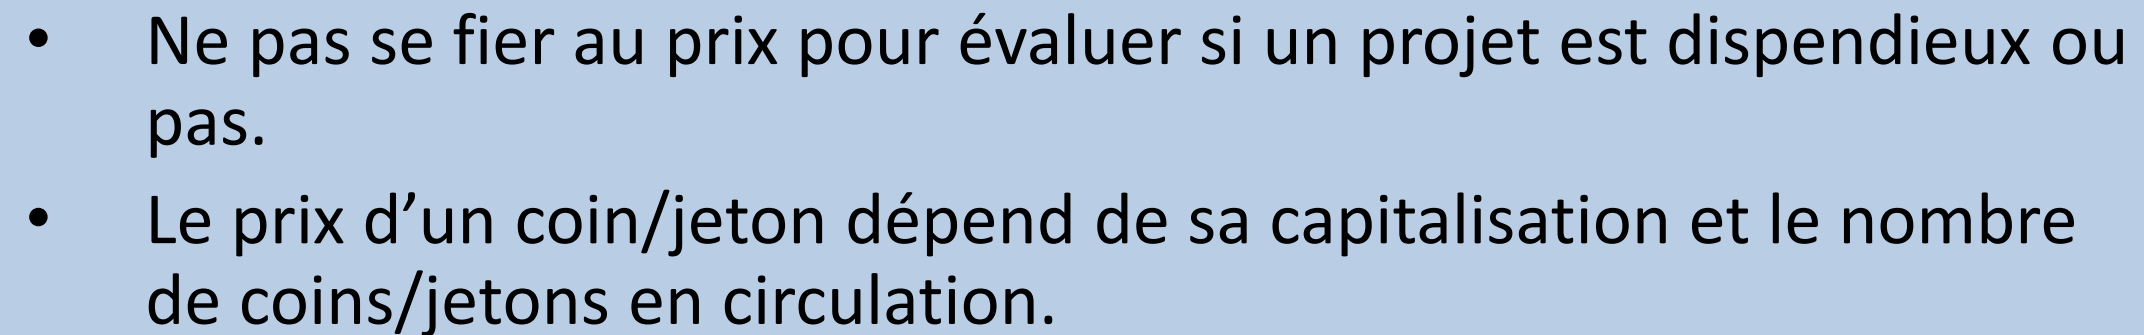 • Ne pas se fier au prix pour évaluer si un projet est dispendieux ou
pas.
• Le prix d’un coin/jeton dépend de sa capitalisation et le nombre
de coins/jetons en circulation.